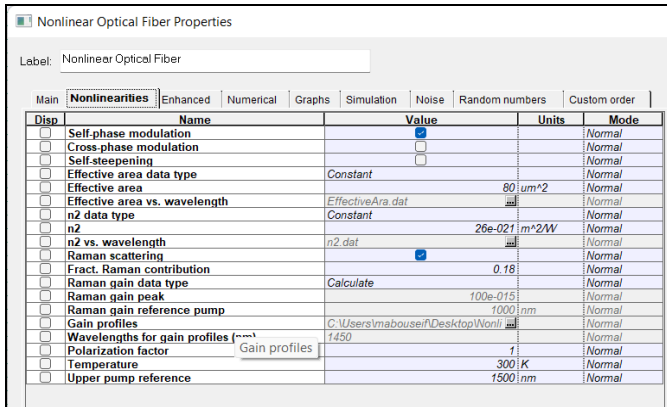 Nonlinear Optical Fiber Properties
Label: Nonlinear Optical Fiber
Main Nonlinearities Enhanced Numerical Graphs Simulation Noise Random numbers Custom order
Disp Name Value Units Mode
Self-phase modulation Normal
Cross-phase modulation Normal
Self-steepening Normal
Effective area data type Constant Normal
Effective area 80 um^2 Normal
Effective area vs. wavelength EffectiveAra.dat ... Normal
n2 data type Constant Normal
n2 26e-021 m^2/W Normal
n2 vs. wavelength n2.dat ... Normal
Raman scattering Normal
Fract. Raman contribution 0.18 Normal
Raman gain data type Calculate Normal
Raman gain peak 100e-015 Normal
Raman gain reference pump 1000 nm Normal
Gain profiles C:\Users\mabouseif\Desktop\Nonli ... Normal
Wavelengths for gain profiles (nm) 1450 Normal
Gain profiles
Polarization factor 1 Normal
Temperature 300 K Normal
Upper pump reference 1500 nm Normal